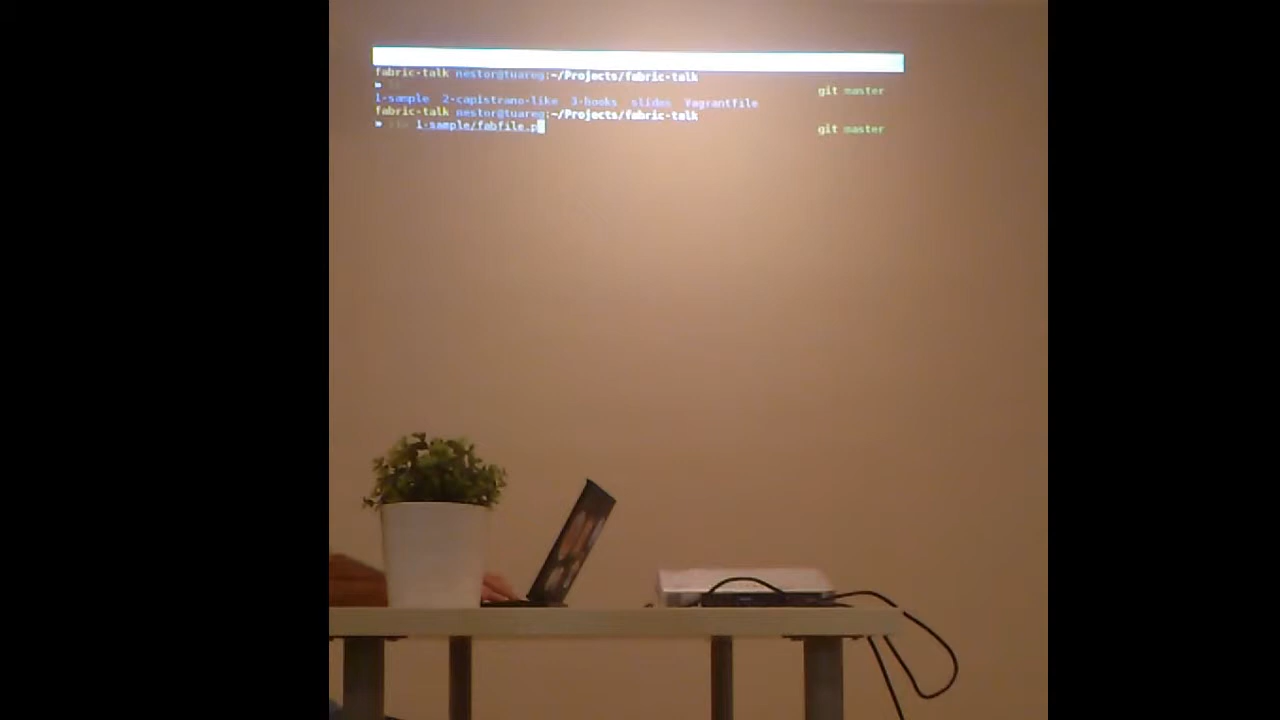 fabric-talk nestor@tuareg:~/Projects/fabric-talk
git master
1-sample 2-capistrano-like 3-hooks slides Vagrantfile
fabric-talk nestor@tuareg:~/Projects/fabric-talk
» 1-sample/fabfile.p
git master